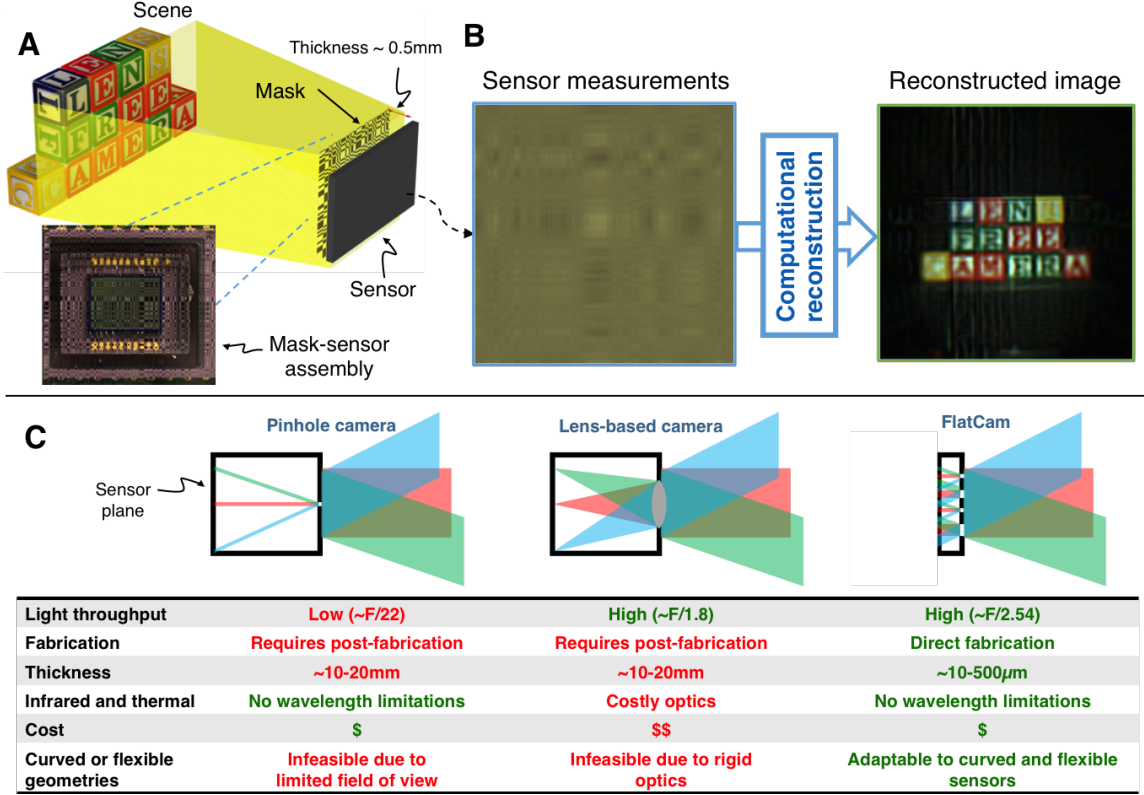 A
Scene
Thickness ~ 0.5mm
Mask
Sensor
Mask-sensor
assembly
L E N S
F R E E
C A M E R A
B
Sensor measurements
Computational
reconstruction
Reconstructed image
L E N S
F R E E
C A M E R A
C
Pinhole camera
Lens-based camera
FlatCam
Sensor
plane
Light throughput Low (~F/22) High (~F/1.8) High (~F/2.54)
Fabrication Requires post-fabrication Requires post-fabrication Direct fabrication
Thickness ~10-20mm ~10-20mm ~10-500µm
Infrared and thermal No wavelength limitations Costly optics No wavelength limitations
Cost $ $$ $
Curved or flexible geometries Infeasible due to limited field of view Infeasible due to rigid optics Adaptable to curved and flexible sensors